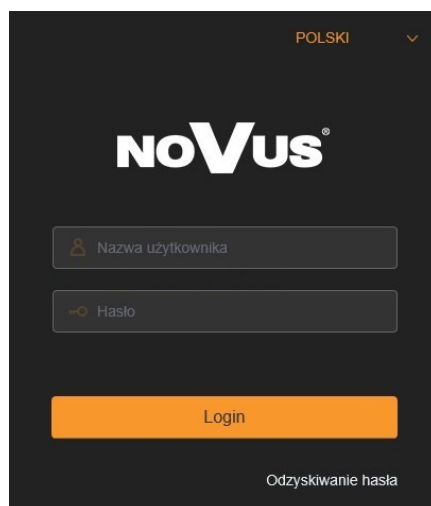 POLSKI
NOVUS®
Nazwa użytkownika
Hasło
Login
Odzyskiwanie hasła